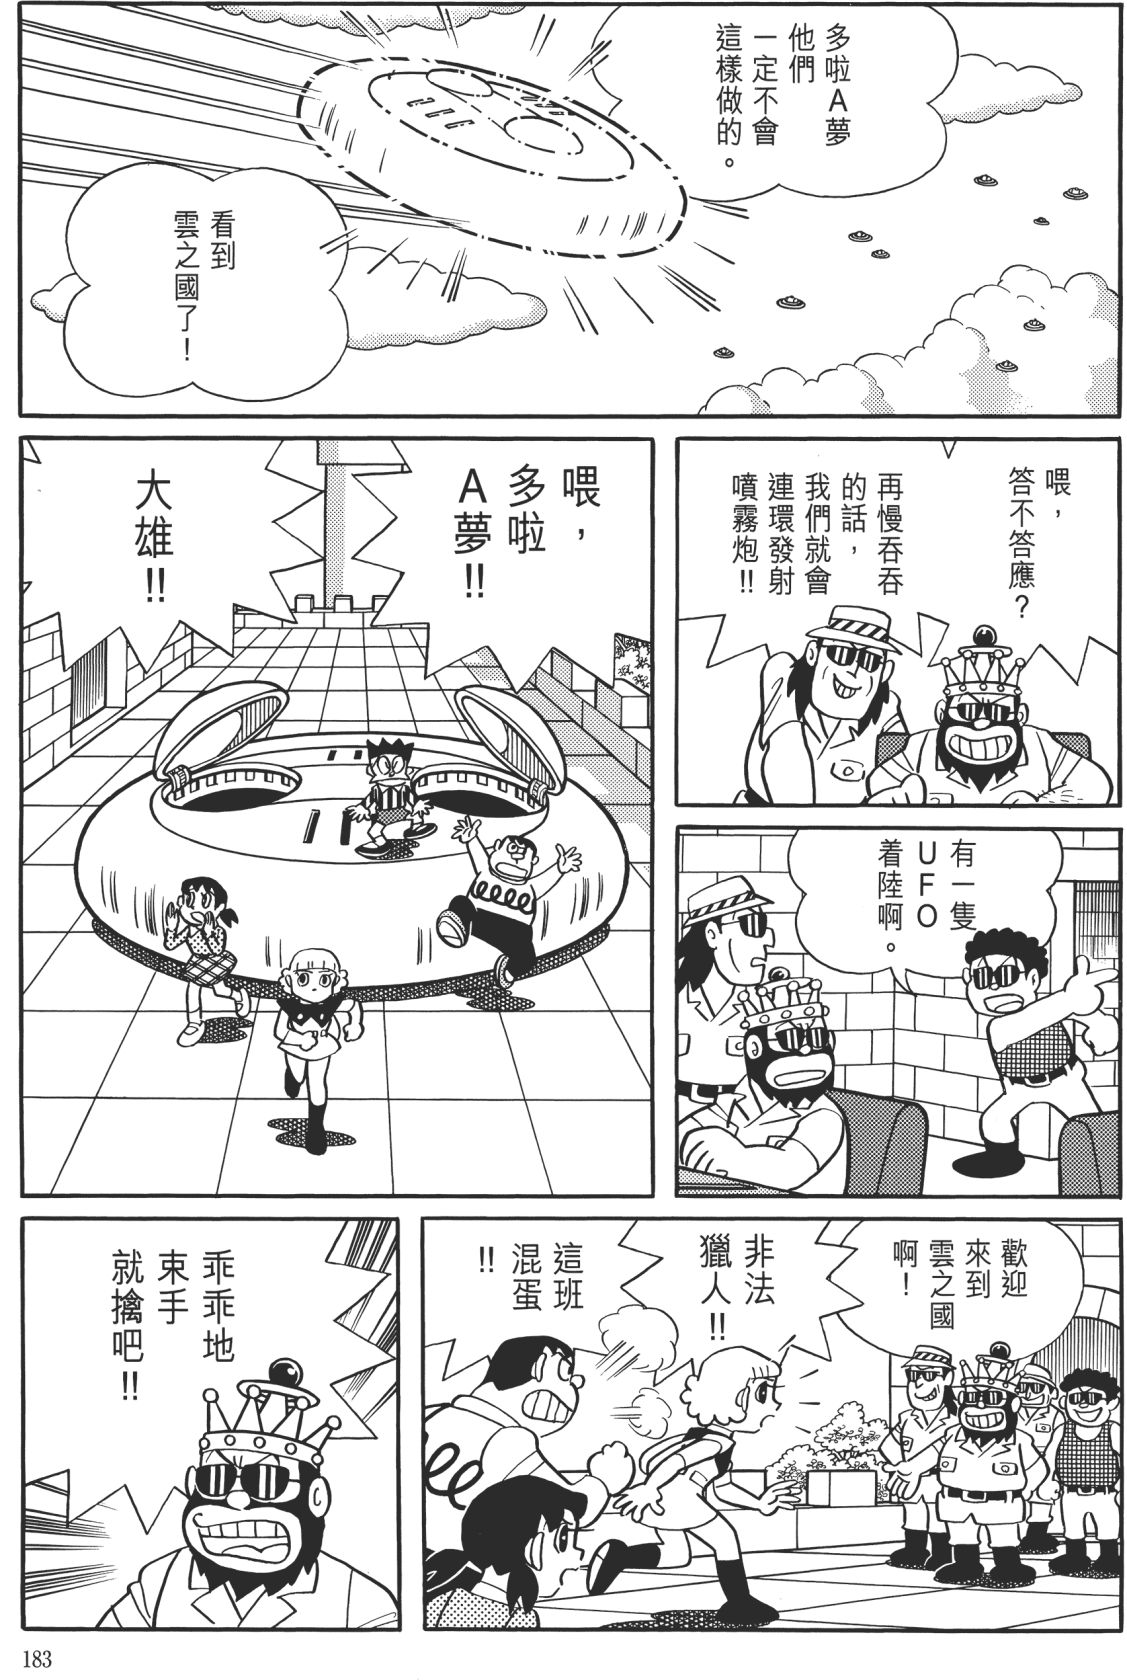 多啦A夢
他們
一定不會
這樣做的。
看到
雲之國了！
喂，
答不答應？
再慢吞吞
的話，
我們就會
連環發射
噴霧炮!!
有一隻
UFO
着陸啊。
喂，
多啦
A夢!!
大雄!!
歡迎
來到
雲之國
啊！
非法
獵人!!
這班
混蛋
!!
乖乖地
束手
就擒吧!!
183